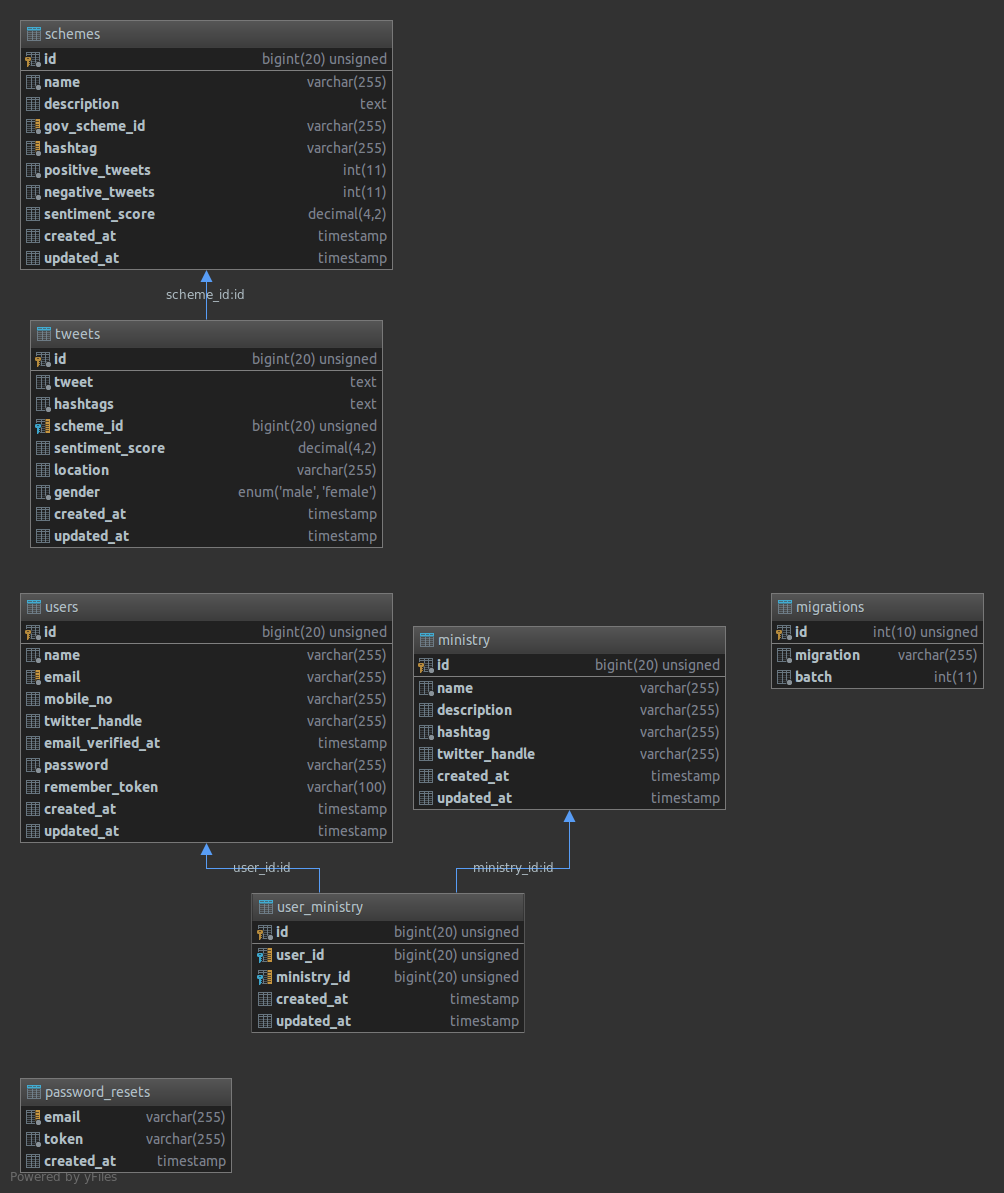 schemes
id bigint(20) unsigned
name varchar(255)
description text
gov_scheme_id varchar(255)
hashtag varchar(255)
positive_tweets int(11)
negative_tweets int(11)
sentiment_score decimal(4,2)
created_at timestamp
updated_at timestamp
scheme_id:id
tweets
id bigint(20) unsigned
tweet text
hashtags text
scheme_id bigint(20) unsigned
sentiment_score decimal(4,2)
location varchar(255)
gender enum('male', 'female')
created_at timestamp
updated_at timestamp
users
id bigint(20) unsigned
name varchar(255)
email varchar(255)
mobile_no varchar(255)
twitter_handle varchar(255)
email_verified_at timestamp
password varchar(255)
remember_token varchar(100)
created_at timestamp
updated_at timestamp
ministry
id bigint(20) unsigned
name varchar(255)
description varchar(255)
hashtag varchar(255)
twitter_handle varchar(255)
created_at timestamp
updated_at timestamp
migrations
id int(10) unsigned
migration varchar(255)
batch int(11)
user_id:id
ministry_id:id
user_ministry
id bigint(20) unsigned
user_id bigint(20) unsigned
ministry_id bigint(20) unsigned
created_at timestamp
updated_at timestamp
password_resets
email varchar(255)
token varchar(255)
created_at timestamp
Powered by yFiles